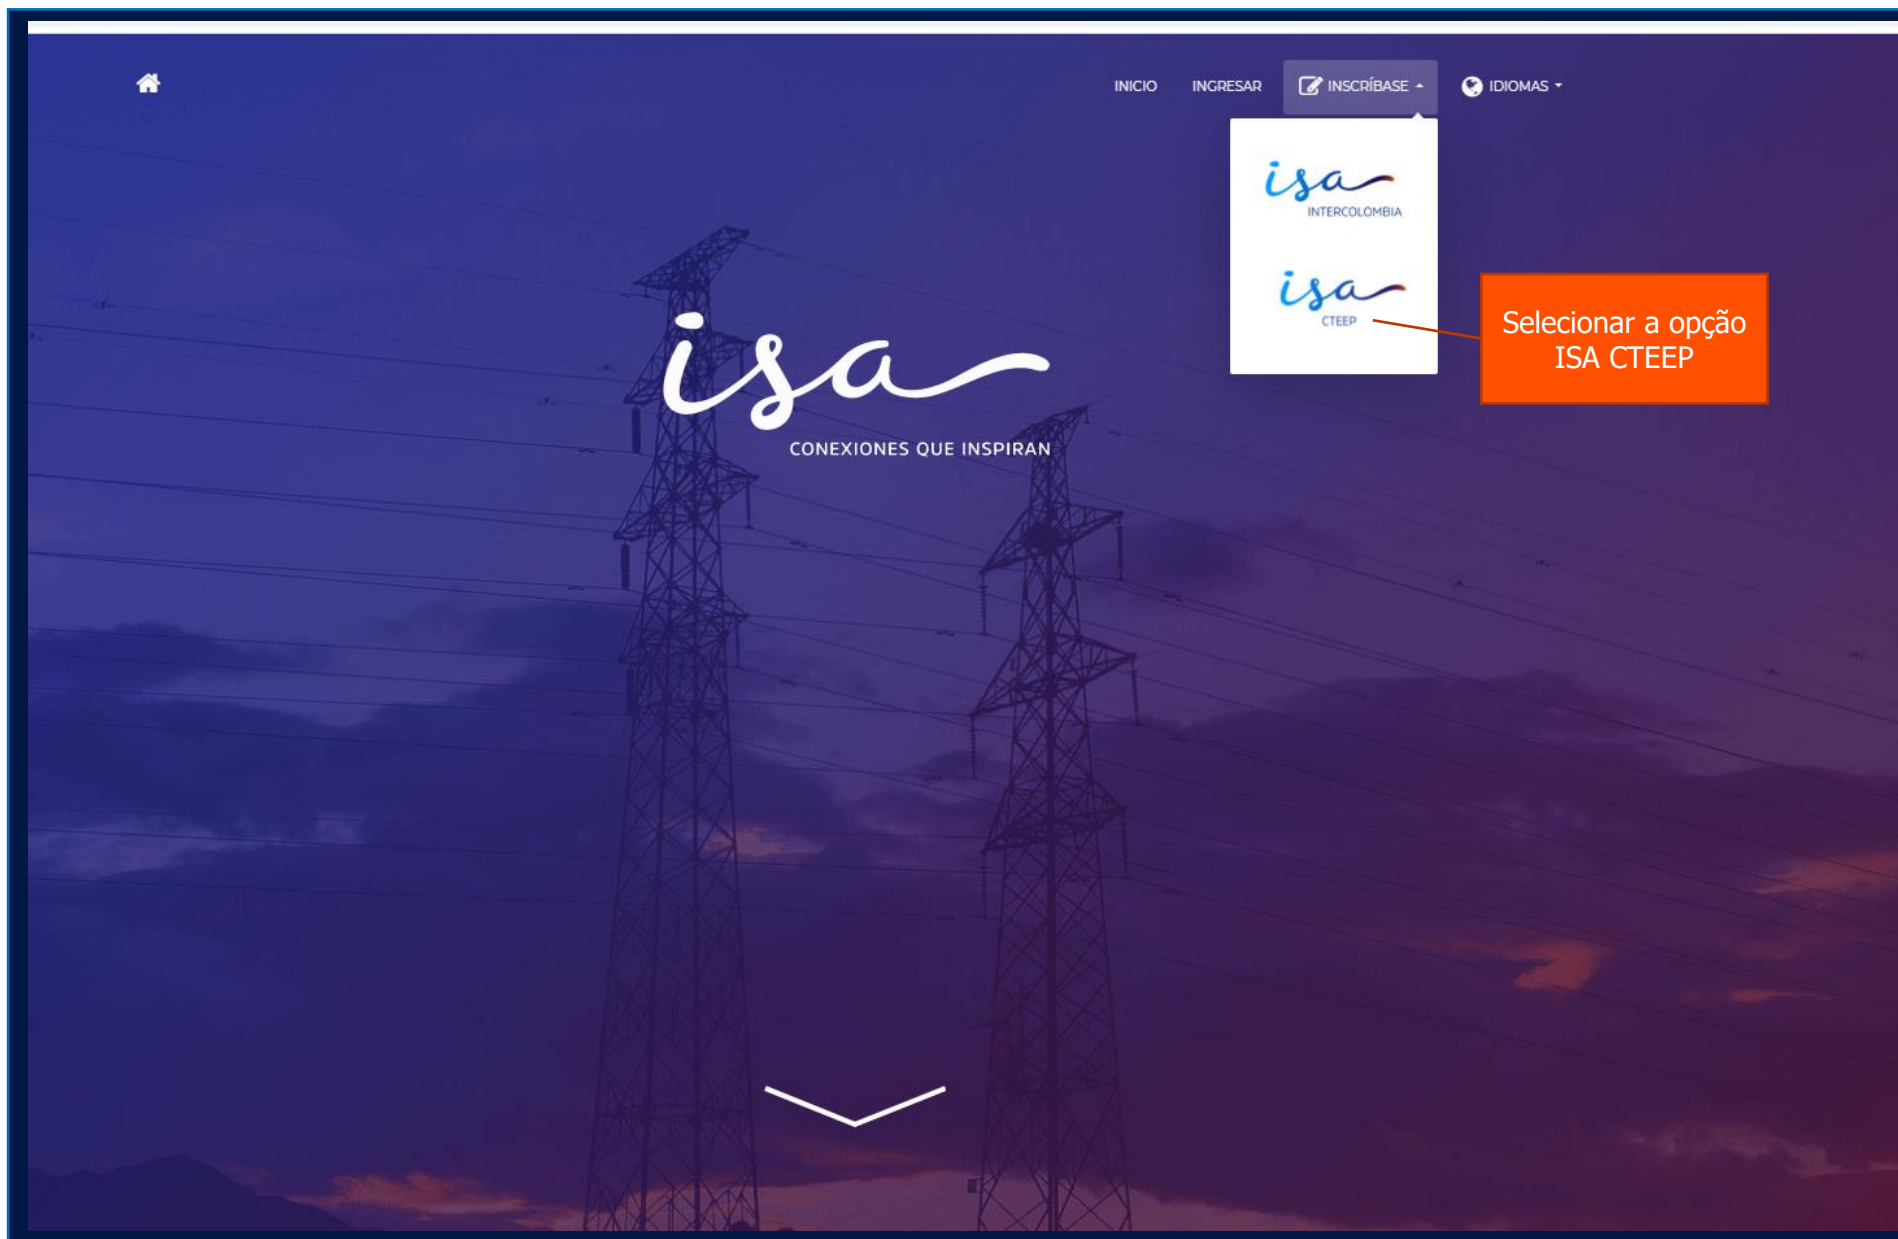 INICIO
INGRESAR
INSCRÍBASE
IDIOMAS
isa
INTERCOLOMBIA
isa
CTEEP
Selecionar a opção
ISA CTEEP
isa
CONEXIONES QUE INSPIRAN